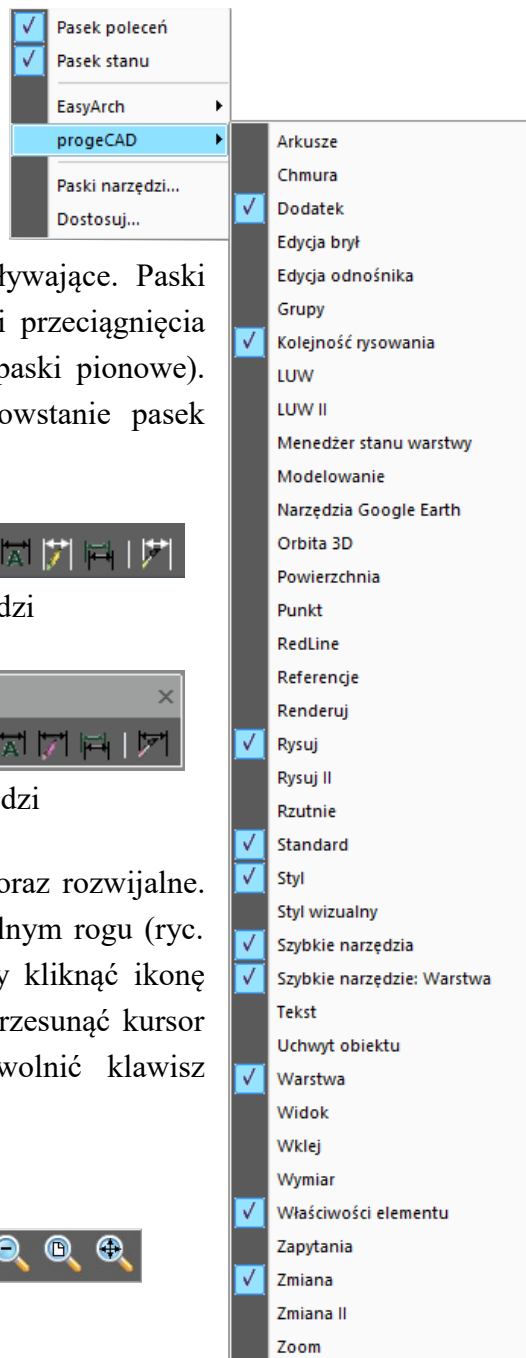 Pasek poleceń
Pasek stanu
EasyArch
progeCAD
Paski narzędzi...
Dostosuj...
Arkusze
Chmura
Dodatek
Edycja brył
Edycja odnośnika
Grupy
Kolejność rysowania
LUW
LUW II
Menedżer stanu warstwy
Modelowanie
Narzędzia Google Earth
Orbita 3D
Powierzchnia
Punkt
RedLine
Referencje
Renderuj
Rysuj
Rysuj II
Rzutnie
Standard
Styl
Styl wizualny
Szybkie narzędzia
Szybkie narzędzie: Warstwa
Tekst
Uchwyt obiektu
Warstwa
Widok
Wklej
Wymiar
Właściwości elementu
Zapytania
Zmiana
Zmiana II
Zoom
ływające. Paski
i przeciągnięcia
paski pionowe).
owstanie pasek
dzi
dzi
oraz rozwijalne.
lnym rogu (ryc.
y kliknąć ikonę
rzesunąć kursor
wolnić klawisz